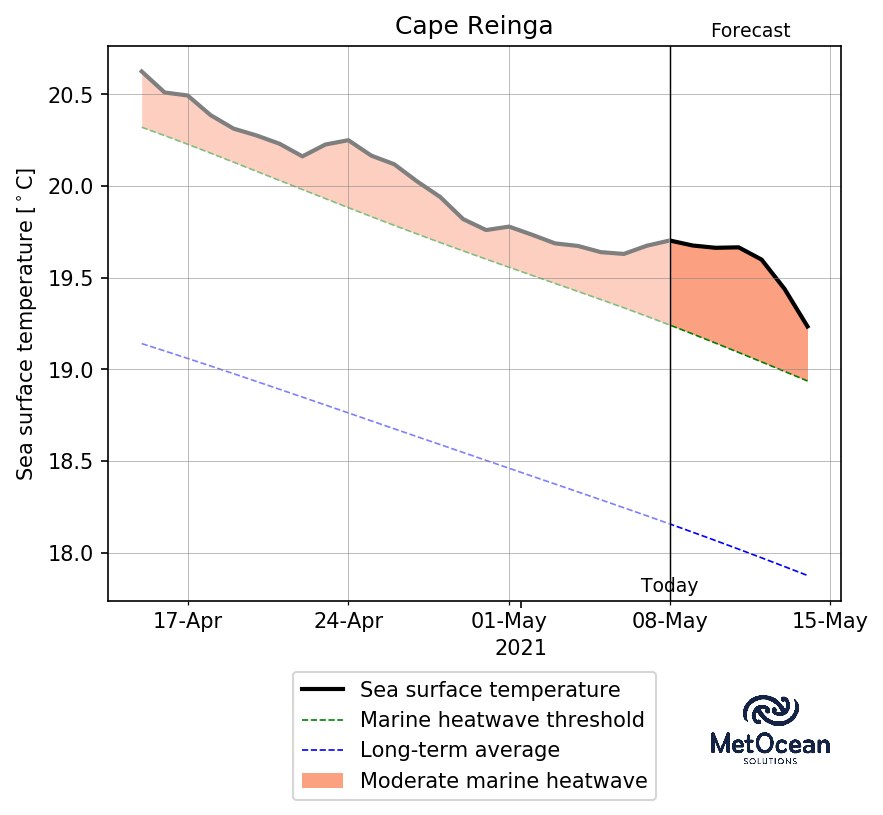 Cape Reinga
Forecast
20.5
20.0
19.5
19.0
18.5
18.0
Sea surface temperature [°C]
Today
17-Apr 24-Apr 01-May 08-May 15-May
2021
Sea surface temperature
Marine heatwave threshold
Long-term average
Moderate marine heatwave
MetOcean
SOLUTIONS